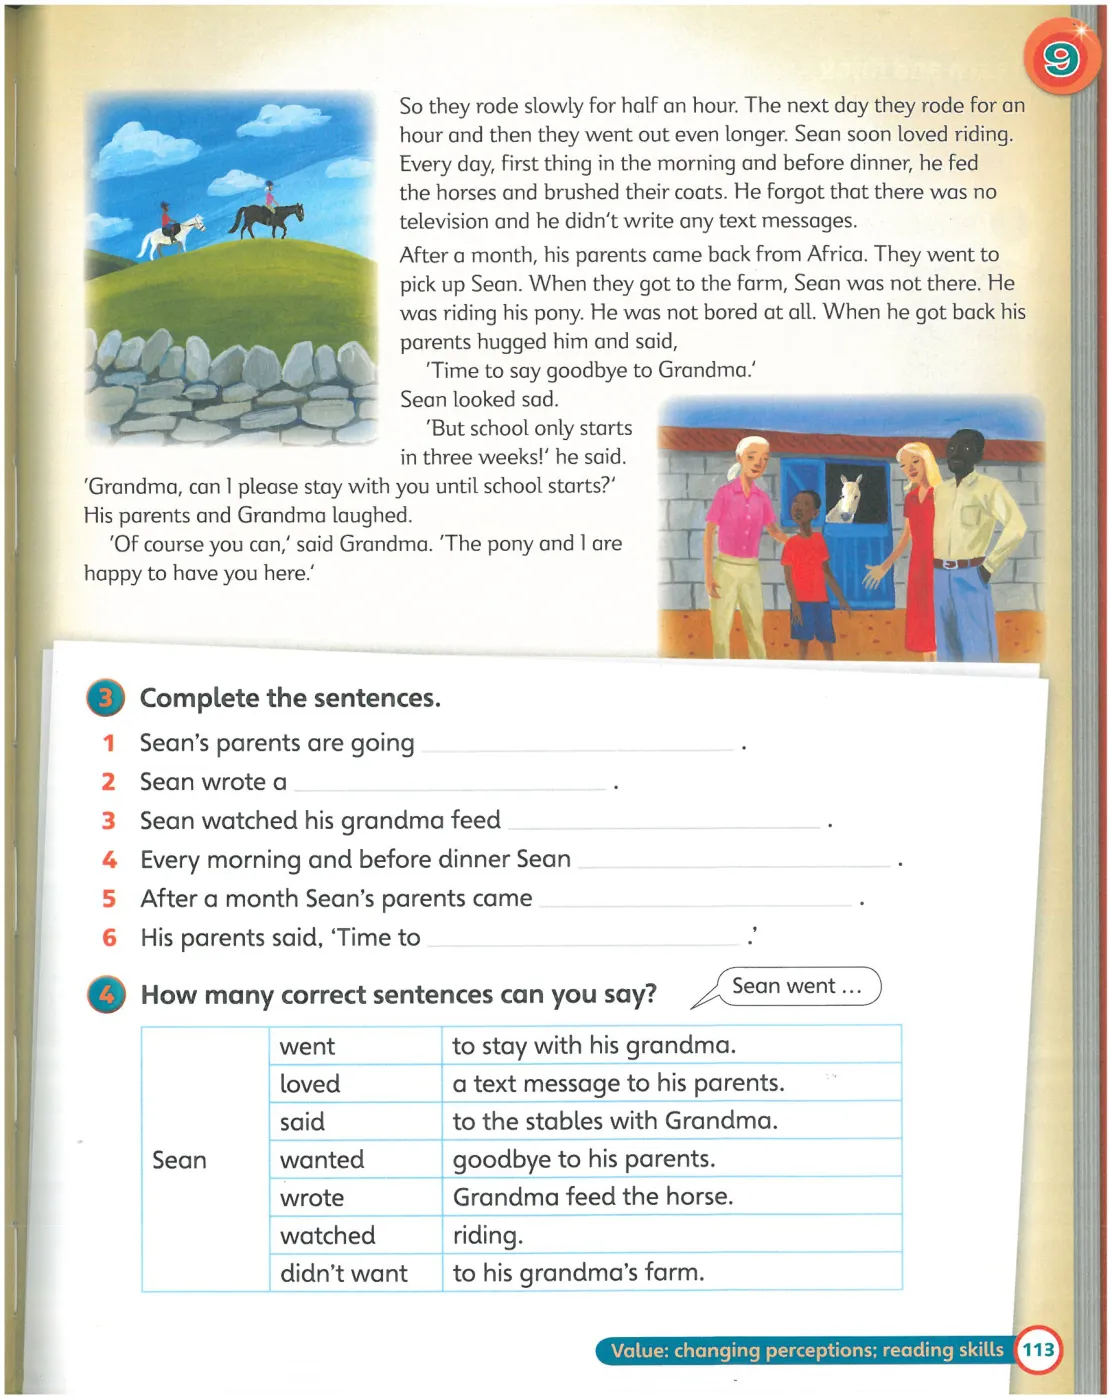 9
So they rode slowly for half an hour. The next day they rode for an
hour and then they went out even longer. Sean soon loved riding.
Every day, first thing in the morning and before dinner, he fed
the horses and brushed their coats. He forgot that there was no
television and he didn't write any text messages.
After a month, his parents came back from Africa. They went to
pick up Sean. When they got to the farm, Sean was not there. He
was riding his pony. He was not bored at all. When he got back his
parents hugged him and said,
'Time to say goodbye to Grandma.'
Sean looked sad.
'But school only starts
in three weeks!' he said.
'Grandma, can I please stay with you until school starts?'
His parents and Grandma laughed.
'Of course you can,' said Grandma. 'The pony and I are
happy to have you here.'
3 Complete the sentences.
1 Sean's parents are going ______ .
2 Sean wrote a ______ .
3 Sean watched his grandma feed ______ .
4 Every morning and before dinner Sean ______ .
5 After a month Sean's parents came ______ .
6 His parents said, 'Time to ______ .'
4 How many correct sentences can you say?
Sean went ...
went to stay with his grandma.
loved a text message to his parents.
said to the stables with Grandma.
Sean wanted goodbye to his parents.
wrote Grandma feed the horse.
watched riding.
didn't want to his grandma's farm.
Value: changing perceptions; reading skills 113